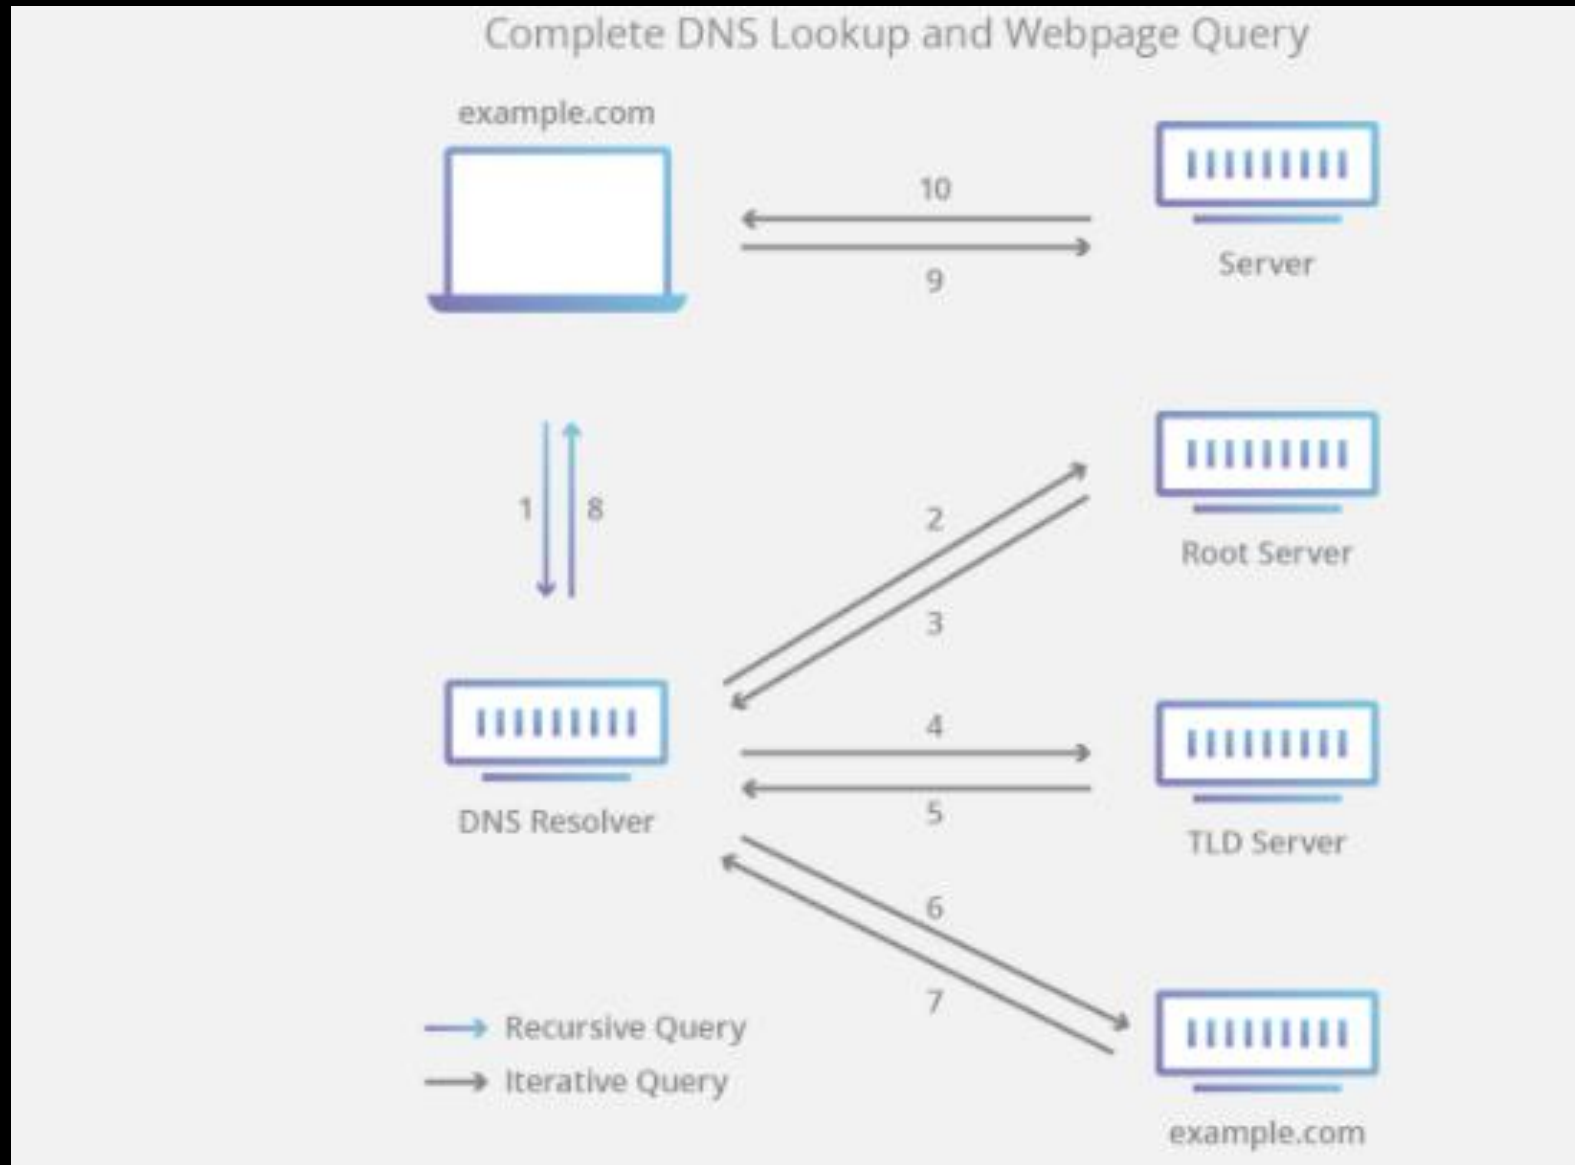 Complete DNS Lookup and Webpage Query
example.com
10
9
Server
1
8
2
3
Root Server
DNS Resolver
4
5
TLD Server
6
7
Recursive Query
Iterative Query
example.com